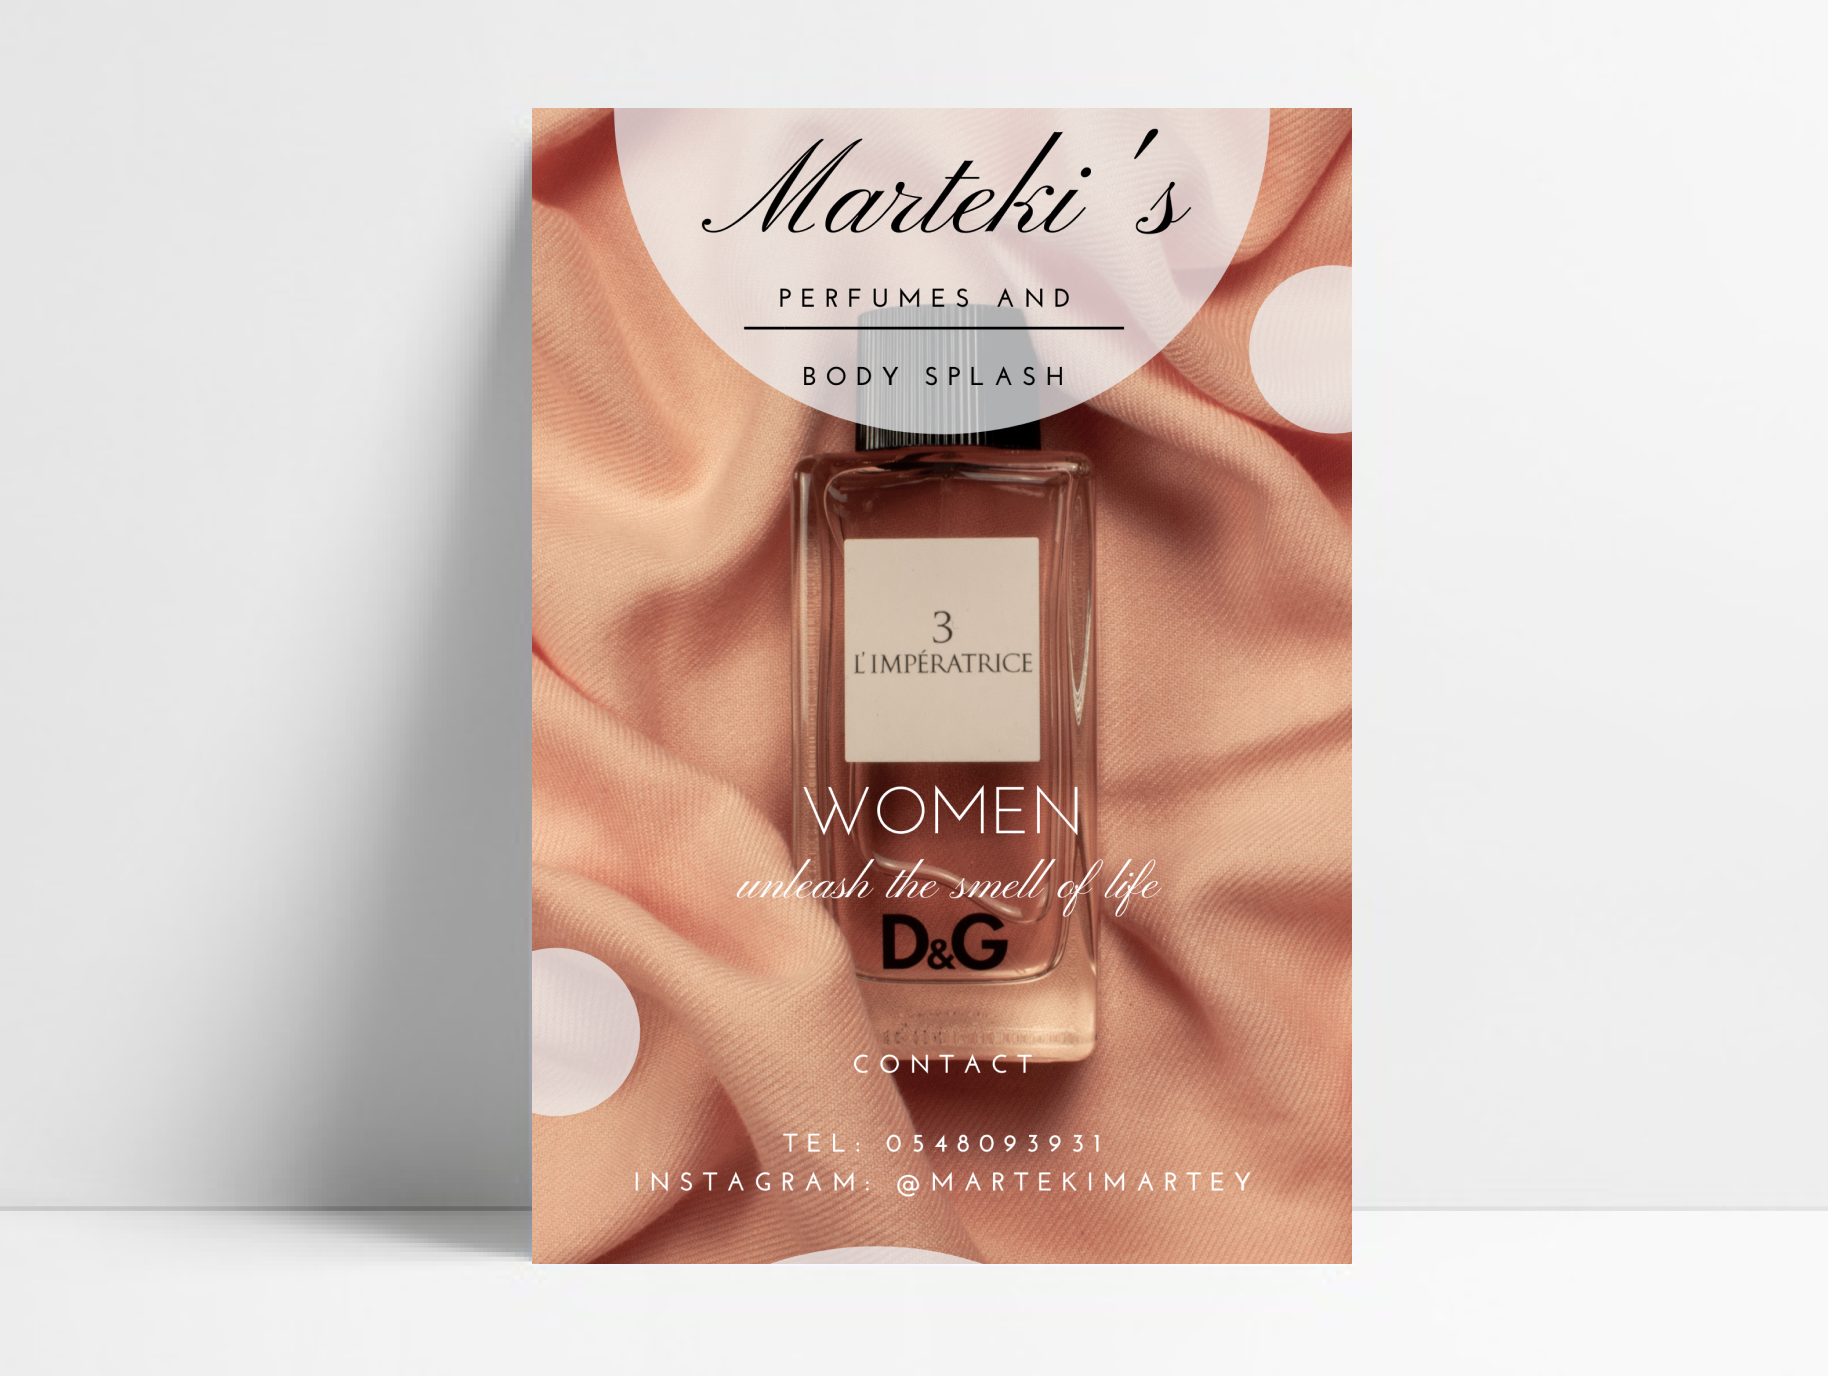 Marteki's
PERFUMES AND
BODY SPLASH
3
L'IMPÉRATRICE
WOMEN
unleash the smell of life
D&G
CONTACT
TEL: 0548093931
INSTAGRAM: @MARTEKIMARTEY